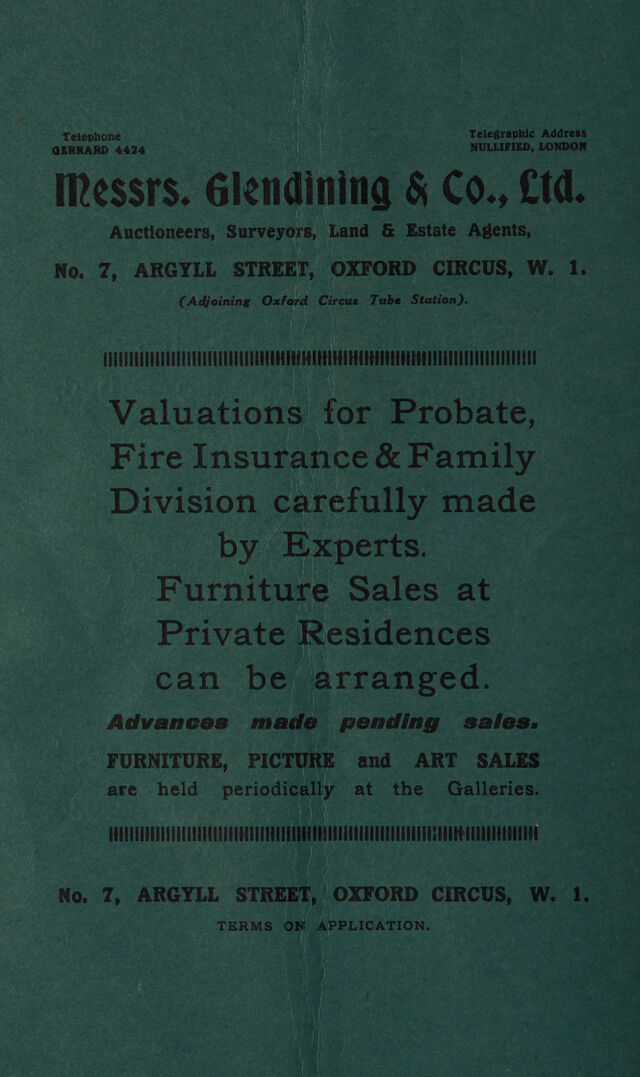 Telephone
GERRARD 4424
Telegraphic Address
NULLIFIED, LONDON
Messrs. Glendining & Co., Ltd.
Auctioneers, Surveyors, Land & Estate Agents,
No. 7, ARGYLL STREET, OXFORD CIRCUS, W. 1.
(Adjoining Oxford Circus Tube Station).
Valuations for Probate,
Fire Insurance & Family
Division carefully made
by Experts.
Furniture Sales at
Private Residences
can be arranged.
Advances made pending sales.
FURNITURE, PICTURE and ART SALES
are held periodically at the Galleries.
No. 7, ARGYLL STREET, OXFORD CIRCUS, W. 1.
TERMS ON APPLICATION.